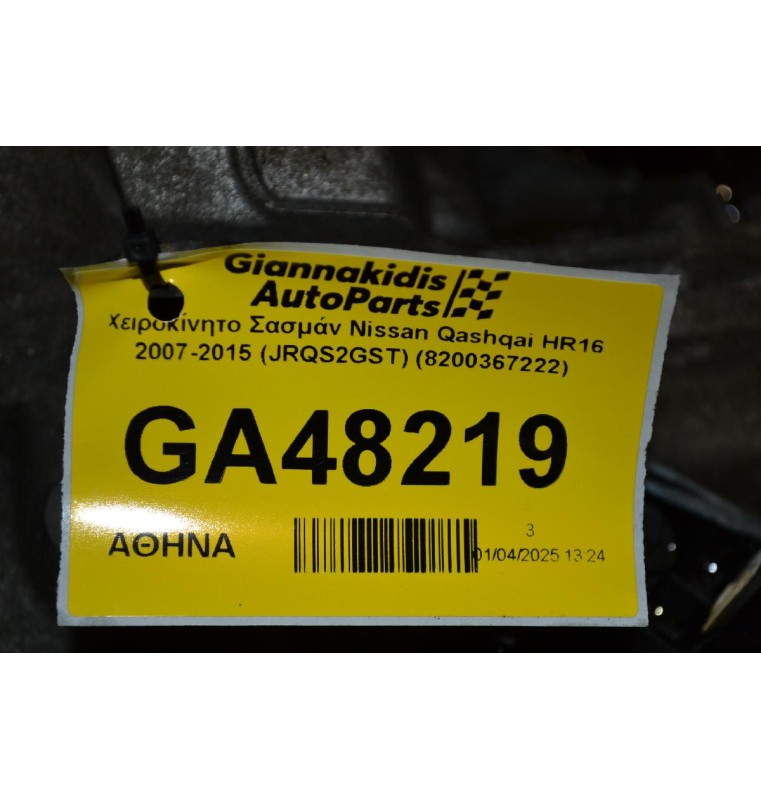 Giannakidis
AutoParts
Χειροκίνητο Σασμάν Nissan Qashqai HR16
2007-2015 (JRQS2GST) (8200367222)
GA48219
ΑΘΗΝΑ
3
01/04/2025 13:24